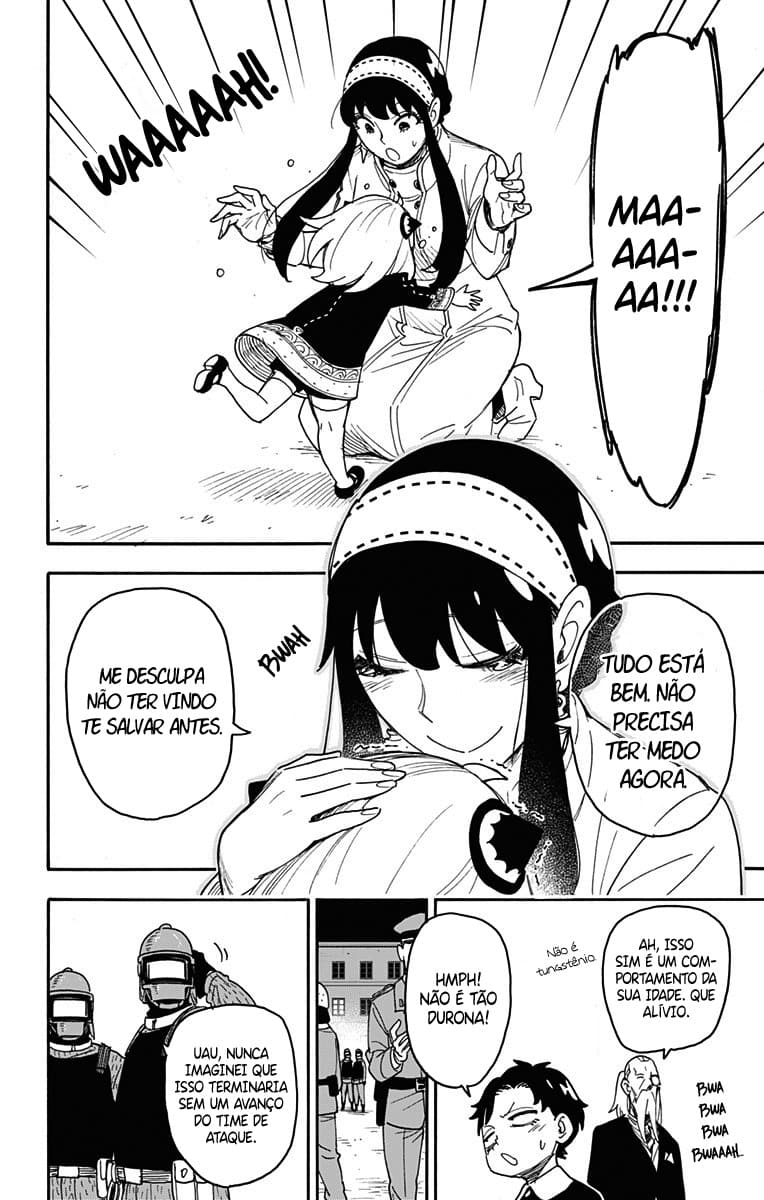 MAA-
AAA-
AA!!!
WAAAAAH!
TUDO ESTÁ
BEM. NÃO
PRECISA
TER MEDO
AGORA.
BWAH
ME DESCULPA
NÃO TER VINDO
TE SALVAR ANTES.
AH, ISSO
SIM É UM COM-
PORTAMENTO DA
SUA IDADE. QUE
ALÍVIO.
Não é
tungstênio.
BWA
BWA
BWA
BWAAAH...
HMPH!
NÃO É TÃO
DURONA!
UAU, NUNCA
IMAGINEI QUE
ISSO TERMINARIA
SEM UM AVANÇO
DO TIME DE
ATAQUE.